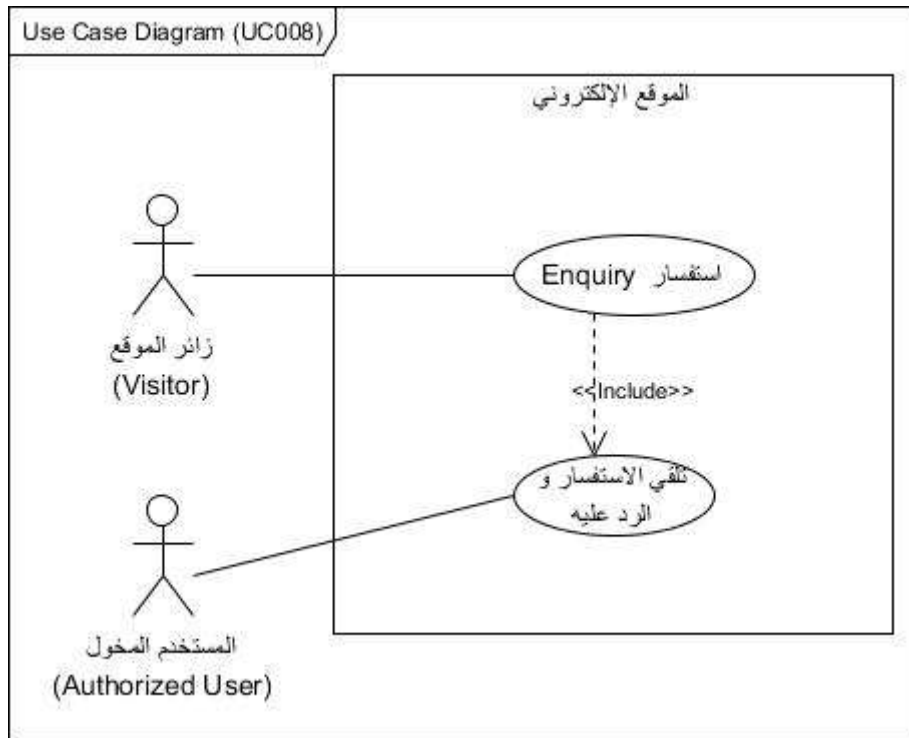 Use Case Diagram (UC008)
الموقع الإلكتروني
استفسار Enquiry
زائر الموقع
(Visitor)
<<Include>>
تلقي الاستفسار و
الرد عليه
المستخدم المخول
(Authorized User)